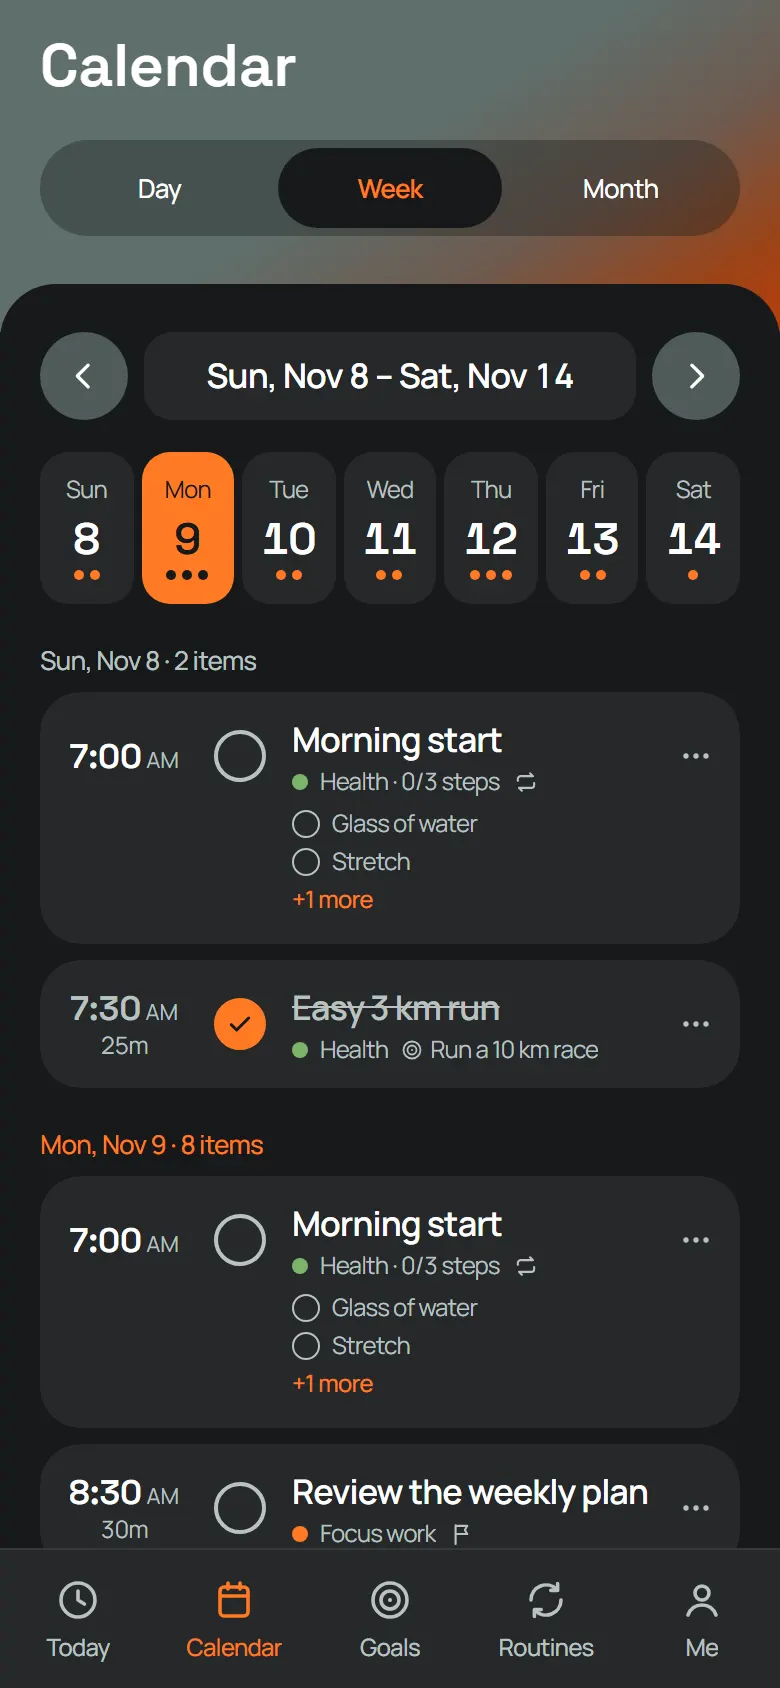 Calendar
Day Week Month
Sun, Nov 8 – Sat, Nov 14
Sun Mon Tue Wed Thu Fri Sat
8 9 10 11 12 13 14
Sun, Nov 8 · 2 items
7:00 AM Morning start
Health · 0/3 steps
Glass of water
Stretch
+1 more
7:30 AM Easy 3 km run
25m Health Run a 10 km race
Mon, Nov 9 · 8 items
7:00 AM Morning start
Health · 0/3 steps
Glass of water
Stretch
+1 more
8:30 AM Review the weekly plan
30m Focus work
Today Calendar Goals Routines Me